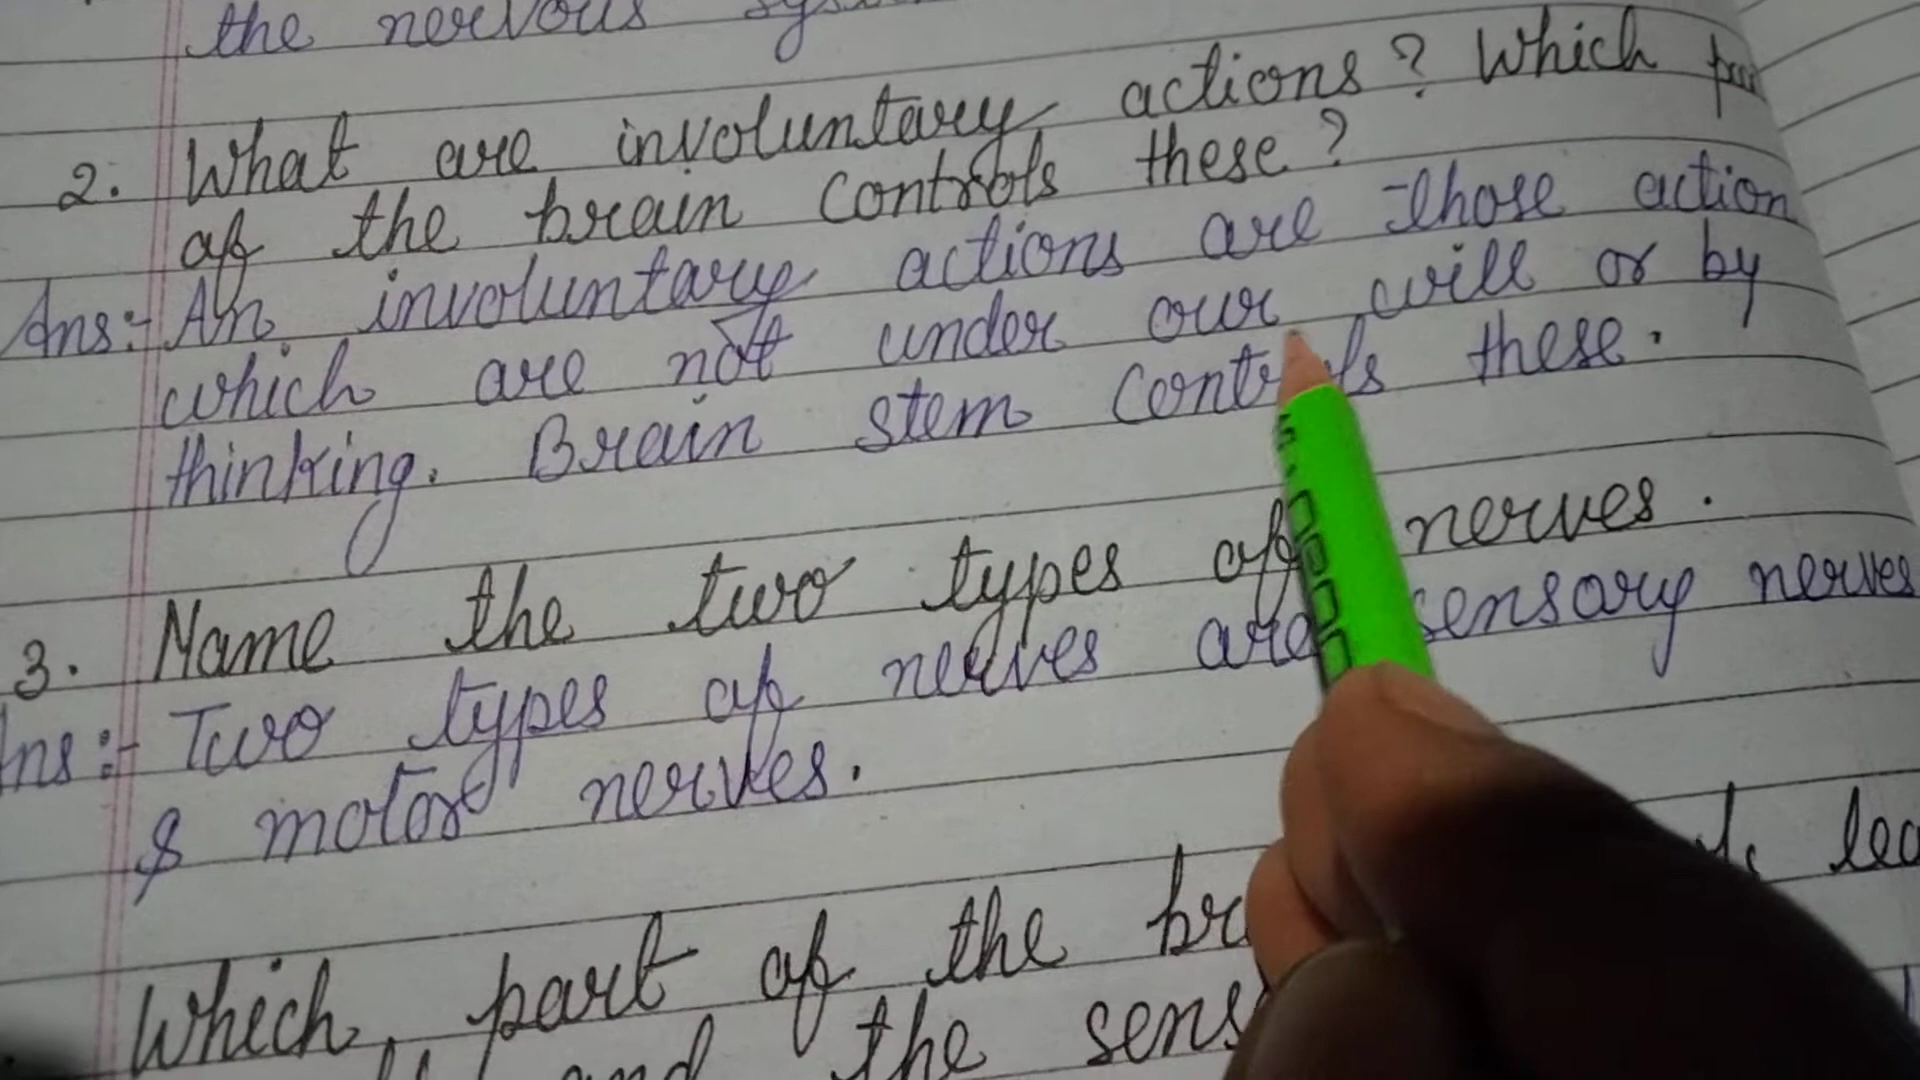 the nervous
2. What are involuntary actions? Which
of the brain controls these?
Ans:- An involuntary actions are those action
which are not under our will or by
thinking. Brain stem controls these.
3. Name the two types of nerves.
Ans:- Two types of nerves are sensory nerves
& motor nerves.
Which part of the
and the